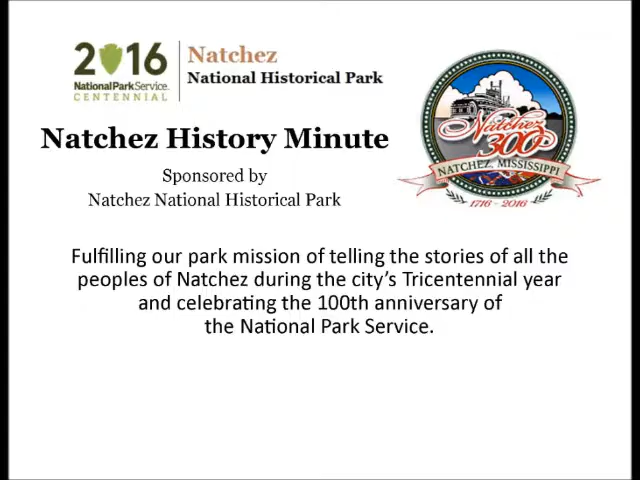 2016
National Park Service
CENTENNIAL
Natchez
National Historical Park
Natchez History Minute
Sponsored by
Natchez National Historical Park
Natchez
300
NATCHEZ, MISSISSIPPI
1716 - 2016
Fulfilling our park mission of telling the stories of all the
peoples of Natchez during the city’s Tricentennial year
and celebrating the 100th anniversary of
the National Park Service.